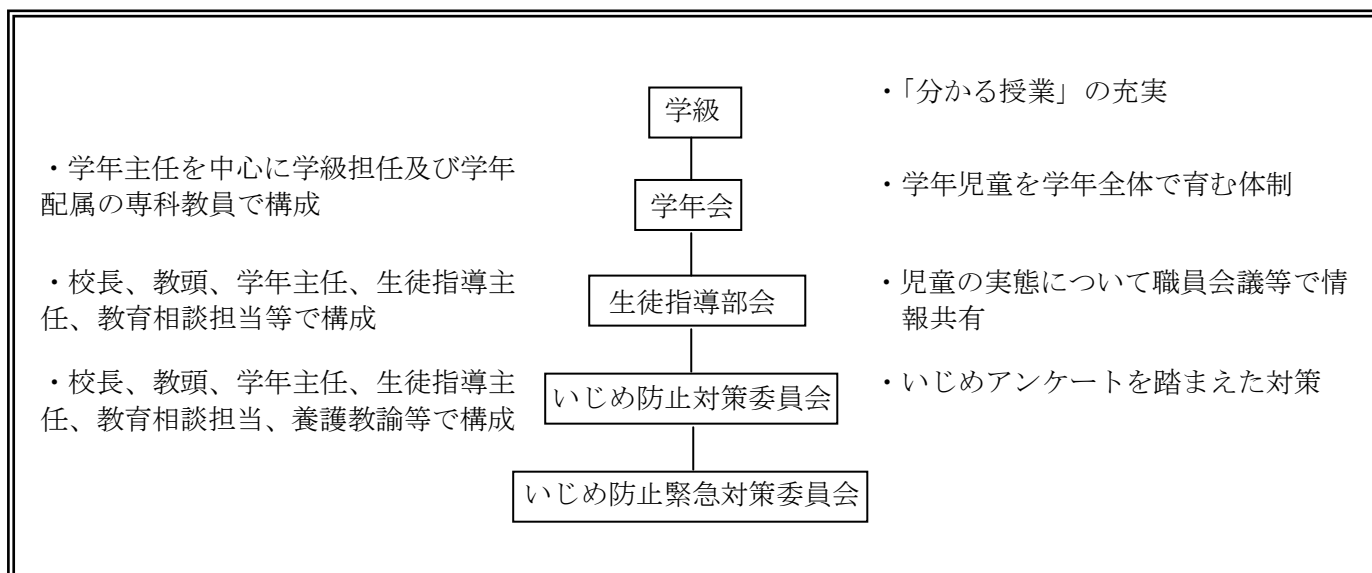 ・「分かる授業」の充実
学級
・学年主任を中心に学級担任及び学年
配属の専科教員で構成
学年会
・学年児童を学年全体で育む体制
・校長、教頭、学年主任、生徒指導主
任、教育相談担当等で構成
生徒指導部会
・児童の実態について職員会議等で情
報共有
・校長、教頭、学年主任、生徒指導主
任、教育相談担当、養護教諭等で構成
いじめ防止対策委員会
・いじめアンケートを踏まえた対策
いじめ防止緊急対策委員会